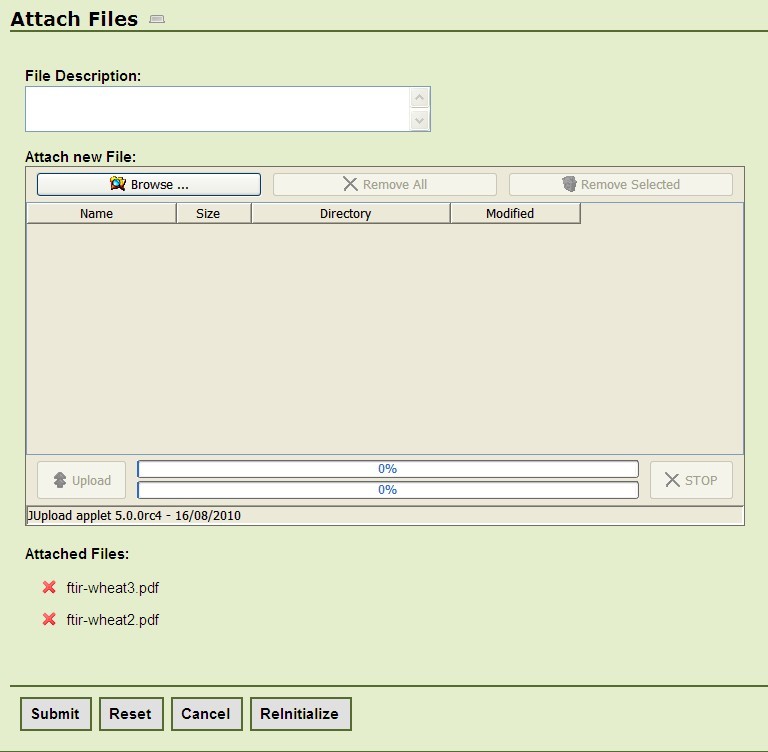 Attach Files
File Description:
Attach new File:
Browse ... Remove All Remove Selected
Name Size Directory Modified
Upload 0% STOP
0%
JUpload applet 5.0.0rc4 - 16/08/2010
Attached Files:
ftir-wheat3.pdf
ftir-wheat2.pdf
Submit Reset Cancel ReInitialize